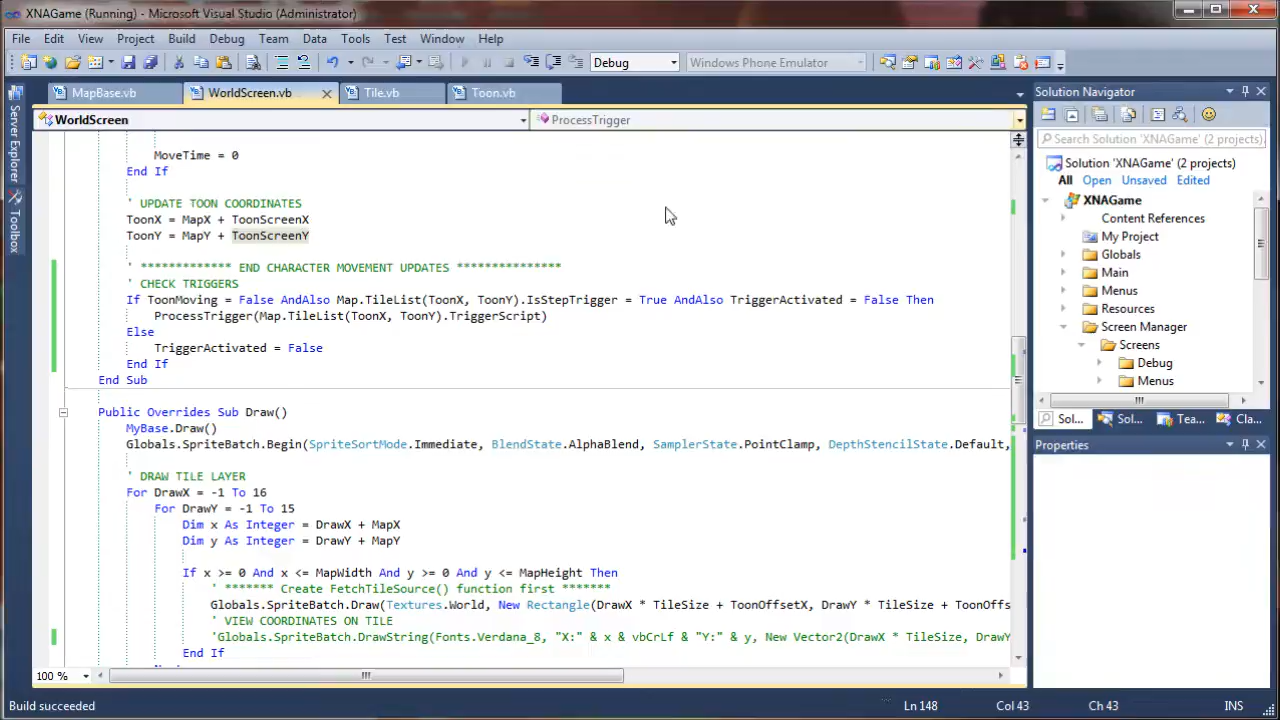 XNAGame (Running) - Microsoft Visual Studio (Administrator)
File Edit View Project Build Debug Team Data Tools Test Window Help
Debug Windows Phone Emulator
MapBase.vb WorldScreen.vb Tile.vb Toon.vb
WorldScreen ProcessTrigger
Server Explorer
Toolbox
MoveTime = 0
End If
' UPDATE TOON COORDINATES
ToonX = MapX + ToonScreenX
ToonY = MapY + ToonScreenY
' ************* END CHARACTER MOVEMENT UPDATES ***************
' CHECK TRIGGERS
If ToonMoving = False AndAlso Map.TileList(ToonX, ToonY).IsStepTrigger = True AndAlso TriggerActivated = False Then
ProcessTrigger(Map.TileList(ToonX, ToonY).TriggerScript)
Else
TriggerActivated = False
End If
End Sub
Public Overrides Sub Draw()
MyBase.Draw()
Globals.SpriteBatch.Begin(SpriteSortMode.Immediate, BlendState.AlphaBlend, SamplerState.PointClamp, DepthStencilState.Default,
' DRAW TILE LAYER
For DrawX = -1 To 16
For DrawY = -1 To 15
Dim x As Integer = DrawX + MapX
Dim y As Integer = DrawY + MapY
If x >= 0 And x <= MapWidth And y >= 0 And y <= MapHeight Then
' ******* Create FetchTileSource() function first *******
Globals.SpriteBatch.Draw(Textures.World, New Rectangle(DrawX * TileSize + ToonOffsetX, DrawY * TileSize + ToonOffs
' VIEW COORDINATES ON TILE
'Globals.SpriteBatch.DrawString(Fonts.Verdana_8, "X:" & x & vbCrLf & "Y:" & y, New Vector2(DrawX * TileSize, DrawY
End If
100 %
Solution Navigator
Search Solution 'XNAGame' (2 projects)
Solution 'XNAGame' (2 projects)
All Open Unsaved Edited
XNAGame
Content References
My Project
Globals
Main
Menus
Resources
Screen Manager
Screens
Debug
Menus
Sol... Sol... Tea... Cla...
Properties
Build succeeded Ln 148 Col 43 Ch 43 INS